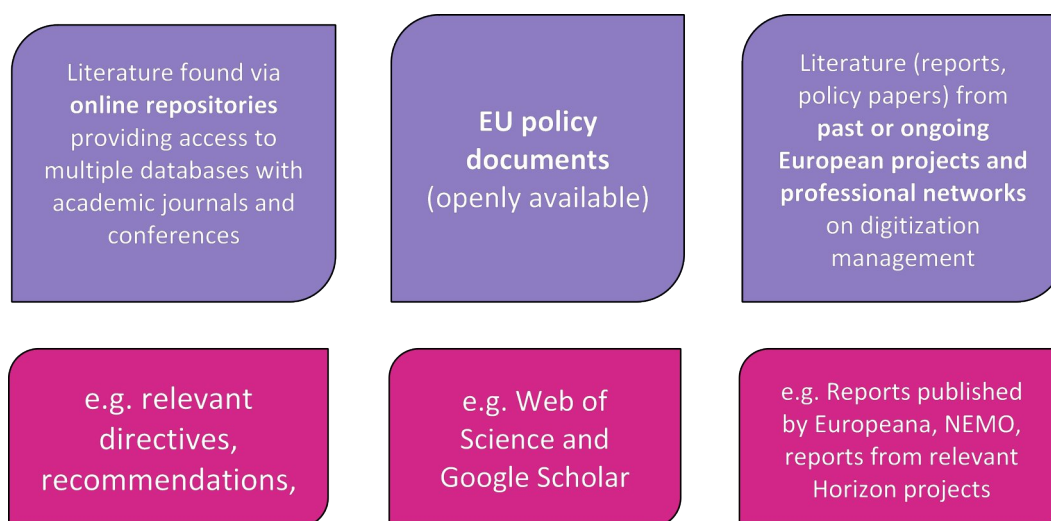 Literature found via
online repositories
providing access to
multiple databases with
academic journals and
conferences
EU policy
documents
(openly available)
Literature (reports,
policy papers) from
past or ongoing
European projects and
professional networks
on digitization
management
e.g. relevant
directives,
recommendations,
e.g. Web of
Science and
Google Scholar
e.g. Reports published
by Europeana, NEMO,
reports from relevant
Horizon projects